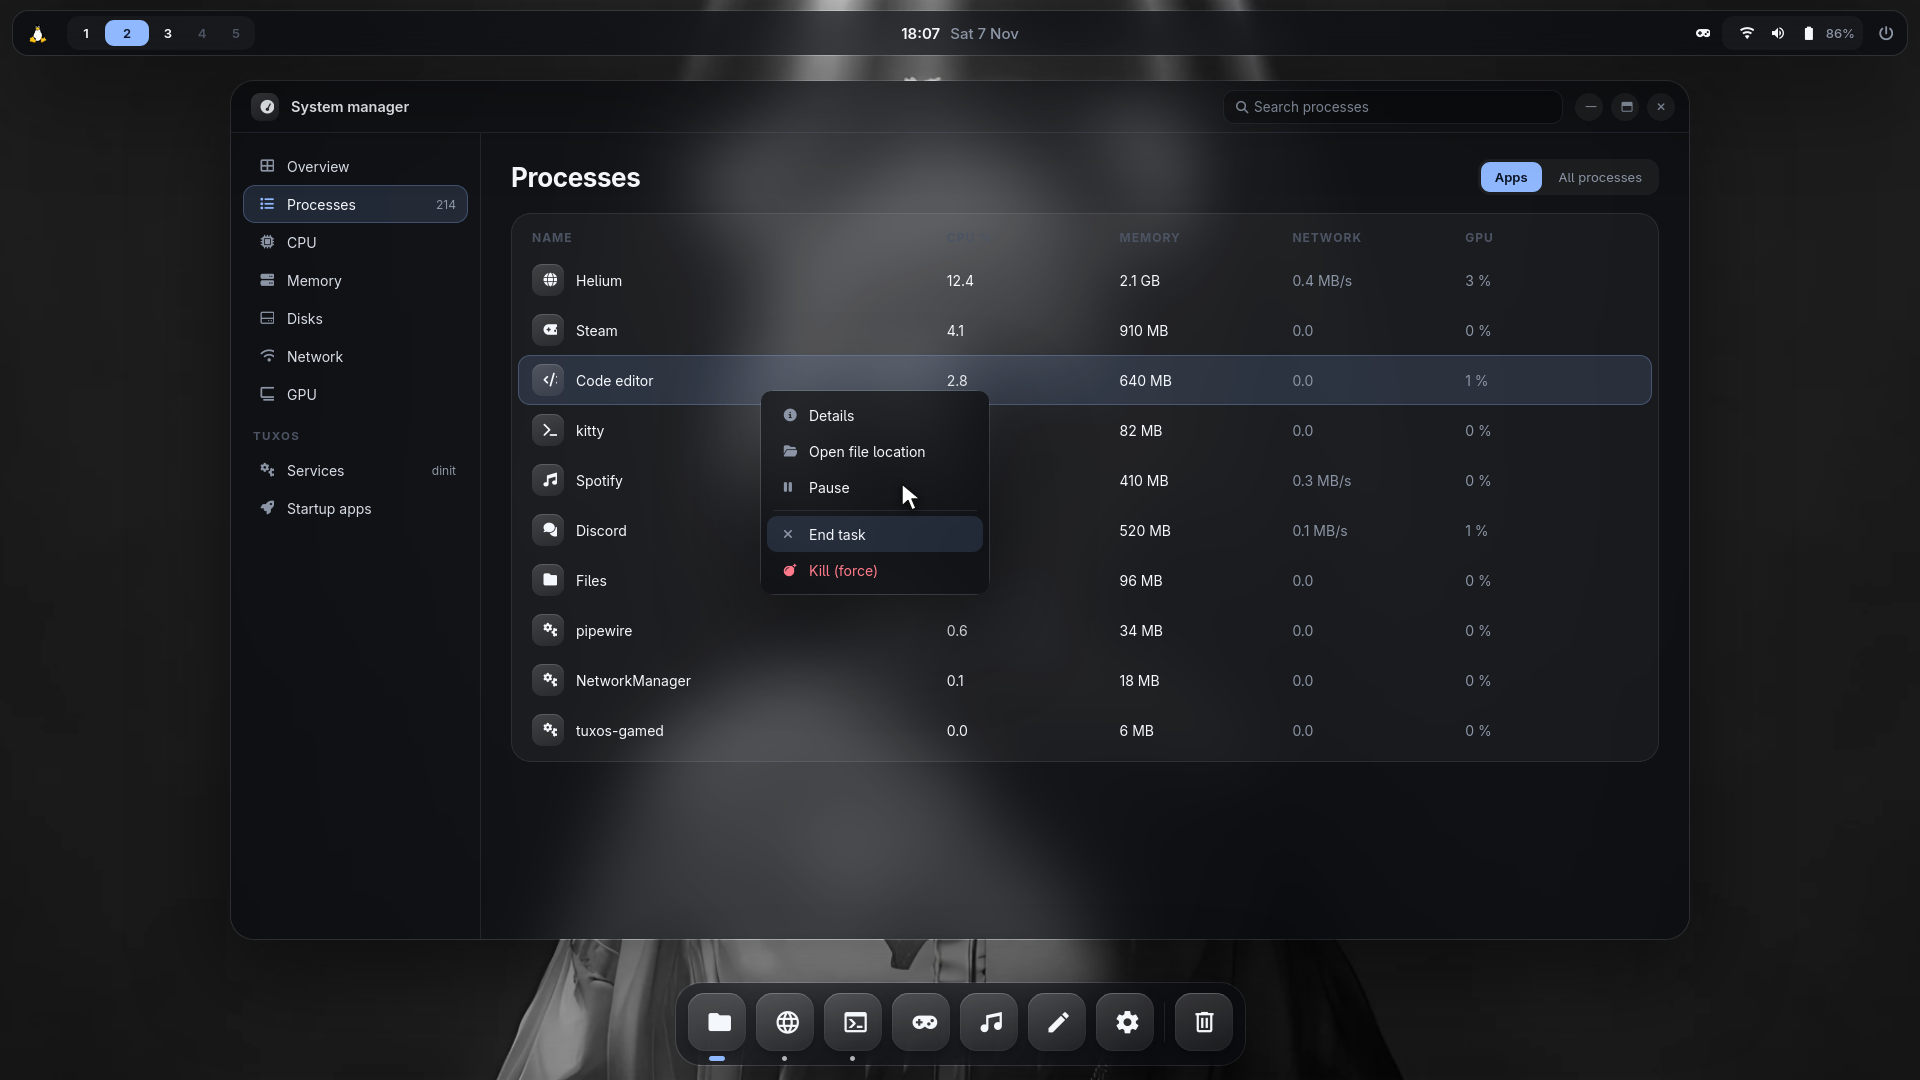 1 2 3 4 5
18:07 Sat 7 Nov
86%
System manager
Search processes
Overview
Processes 214
CPU
Memory
Disks
Network
GPU
TUXOS
Services dinit
Startup apps
Processes
Apps All processes
NAME CPU MEMORY NETWORK GPU
Helium 12.4 2.1 GB 0.4 MB/s 3 %
Steam 4.1 910 MB 0.0 0 %
Code editor 2.8 640 MB 0.0 1 %
kitty 82 MB 0.0 0 %
Spotify 410 MB 0.3 MB/s 0 %
Discord 520 MB 0.1 MB/s 1 %
Files 96 MB 0.0 0 %
pipewire 0.6 34 MB 0.0 0 %
NetworkManager 0.1 18 MB 0.0 0 %
tuxos-gamed 0.0 6 MB 0.0 0 %
Details
Open file location
Pause
End task
Kill (force)